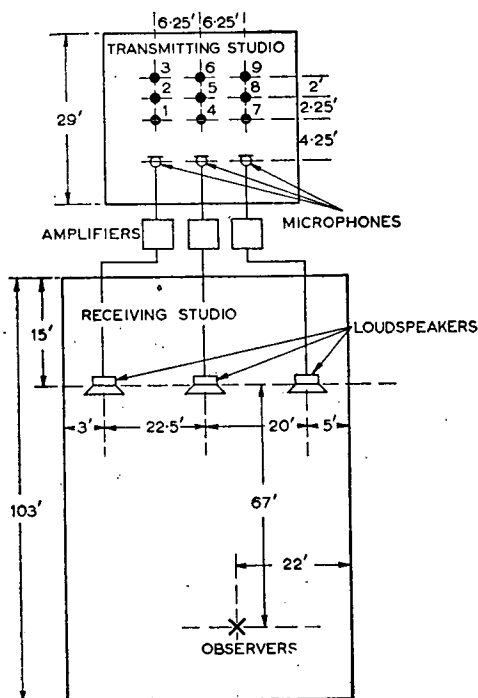 6·25′ 6·25′
TRANSMITTING STUDIO
3 6 9
2′
2 5 8
2·25′
1 4 7
29′
4·25′
MICROPHONES
AMPLIFIERS
RECEIVING STUDIO
15′
LOUDSPEAKERS
3′ 22·5′ 20′ 5′
103′
67′
22′
OBSERVERS